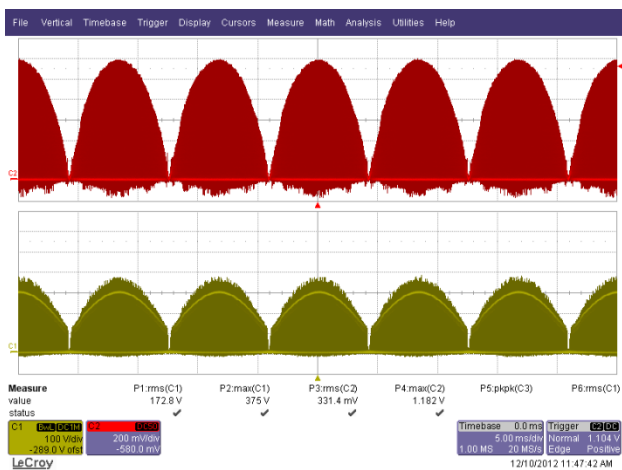 File Vertical Timebase Trigger Display Cursors Measure Math Analysis Utilities Help
C2
C1
Measure P1:rms(C1) P2:max(C1) P3:rms(C2) P4:max(C2) P5:pkpk(C3) P6:rms(C1)
value 172.8 V 375 V 331.4 mV 1.182 V
status
C1 BwL DC1M C2 DC50 Timebase 0.0 ms Trigger C2 DC
100 V/div 200 mV/div 5.00 ms/div Normal 1.104 V
-289.0 V ofst -580.0 mV 1.00 MS 20 MS/s Edge Positive
LeCroy 12/10/2012 11:47:42 AM